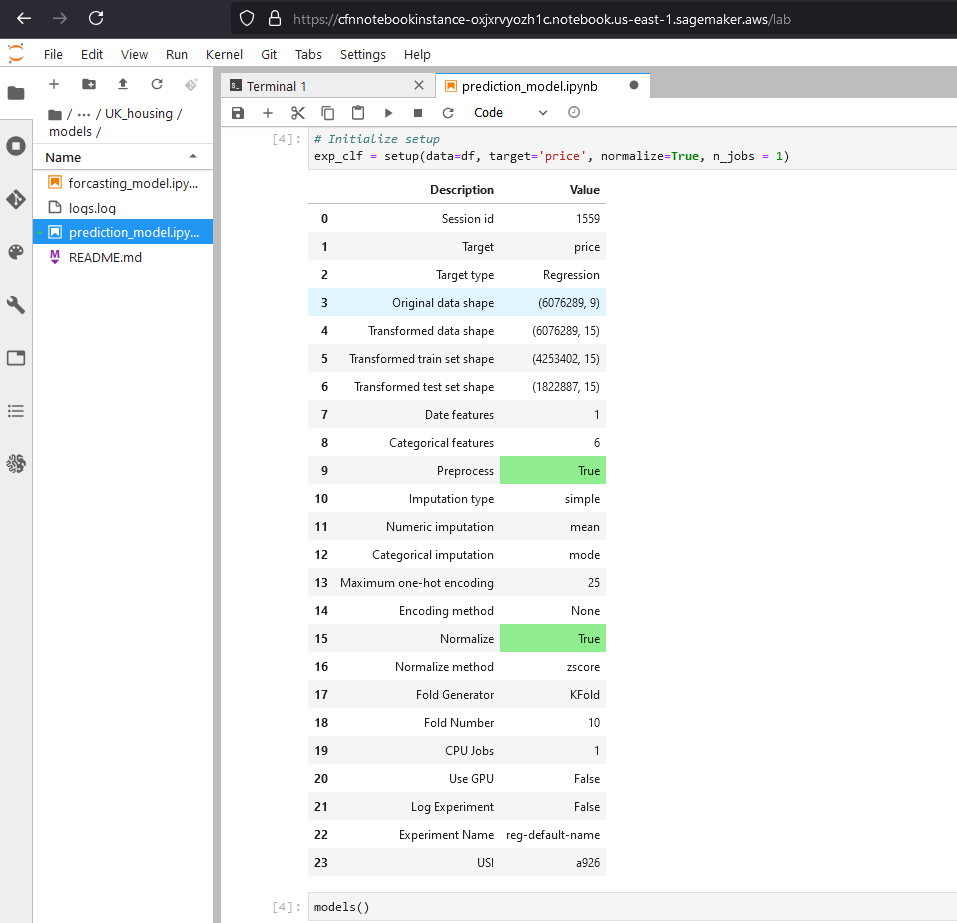 https://cfnnotebookinstance-oxjxrvyozh1c.notebook.us-east-1.sagemaker.aws/lab
File Edit View Run Kernel Git Tabs Settings Help
/ ··· / UK_housing /
models /
Name
forcasting_model.ipy...
logs.log
prediction_model.ipy...
README.md
Terminal 1
prediction_model.ipynb
Code
[4]: # Initialize setup
exp_clf = setup(data=df, target='price', normalize=True, n_jobs = 1)
Description Value
0 Session id 1559
1 Target price
2 Target type Regression
3 Original data shape (6076289, 9)
4 Transformed data shape (6076289, 15)
5 Transformed train set shape (4253402, 15)
6 Transformed test set shape (1822887, 15)
7 Date features 1
8 Categorical features 6
9 Preprocess True
10 Imputation type simple
11 Numeric imputation mean
12 Categorical imputation mode
13 Maximum one-hot encoding 25
14 Encoding method None
15 Normalize True
16 Normalize method zscore
17 Fold Generator KFold
18 Fold Number 10
19 CPU Jobs 1
20 Use GPU False
21 Log Experiment False
22 Experiment Name reg-default-name
23 USI a926
[4]: models()